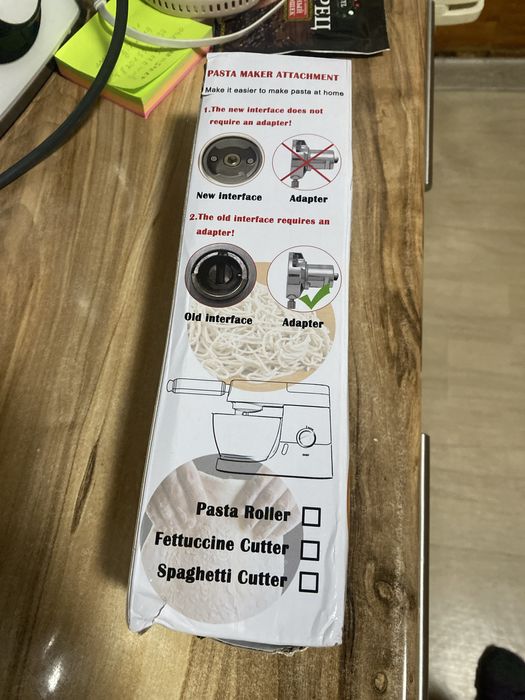 РЕЦ
PASTA MAKER ATTACHMENT
Make it easier to make pasta at home
1.The new interface does not
require an adapter!
New interface Adapter
2.The old interface requires an
adapter!
Old interface Adapter
Pasta Roller
Fettuccine Cutter
Spaghetti Cutter